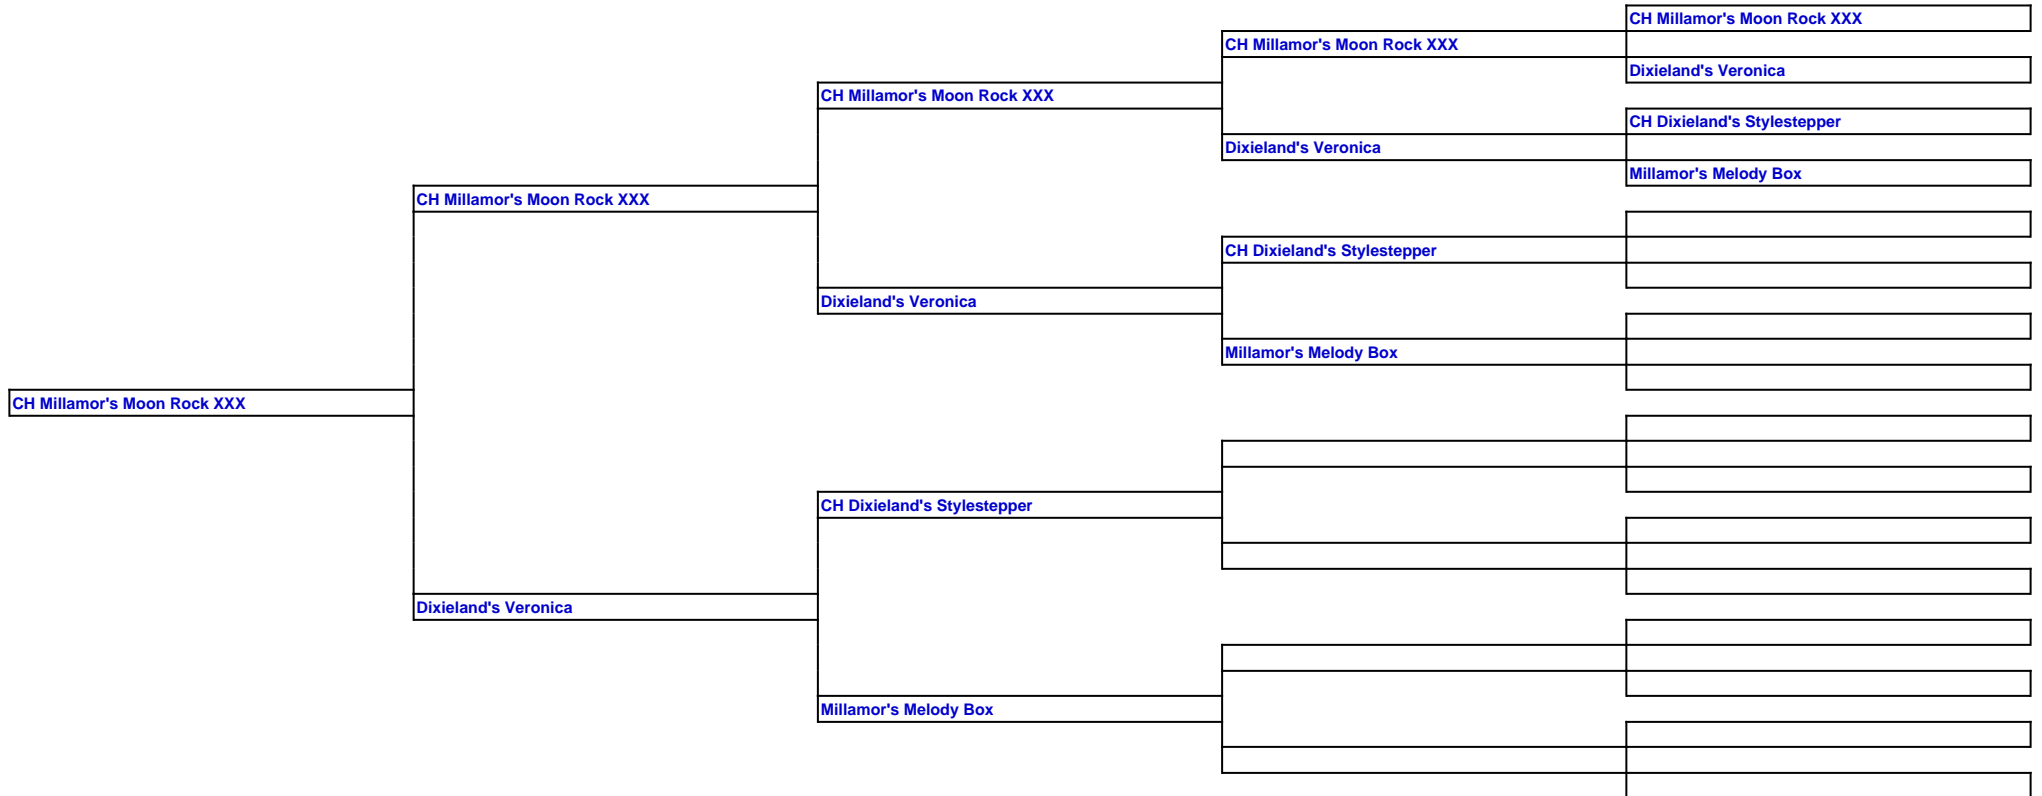 CH Millamor's Moon Rock XXX
CH Millamor's Moon Rock XXX
Dixieland's Veronica
CH Millamor's Moon Rock XXX
CH Dixieland's Stylestepper
Dixieland's Veronica
Millamor's Melody Box
CH Millamor's Moon Rock XXX
CH Dixieland's Stylestepper
Dixieland's Veronica
Millamor's Melody Box
CH Millamor's Moon Rock XXX
CH Dixieland's Stylestepper
Dixieland's Veronica
Millamor's Melody Box